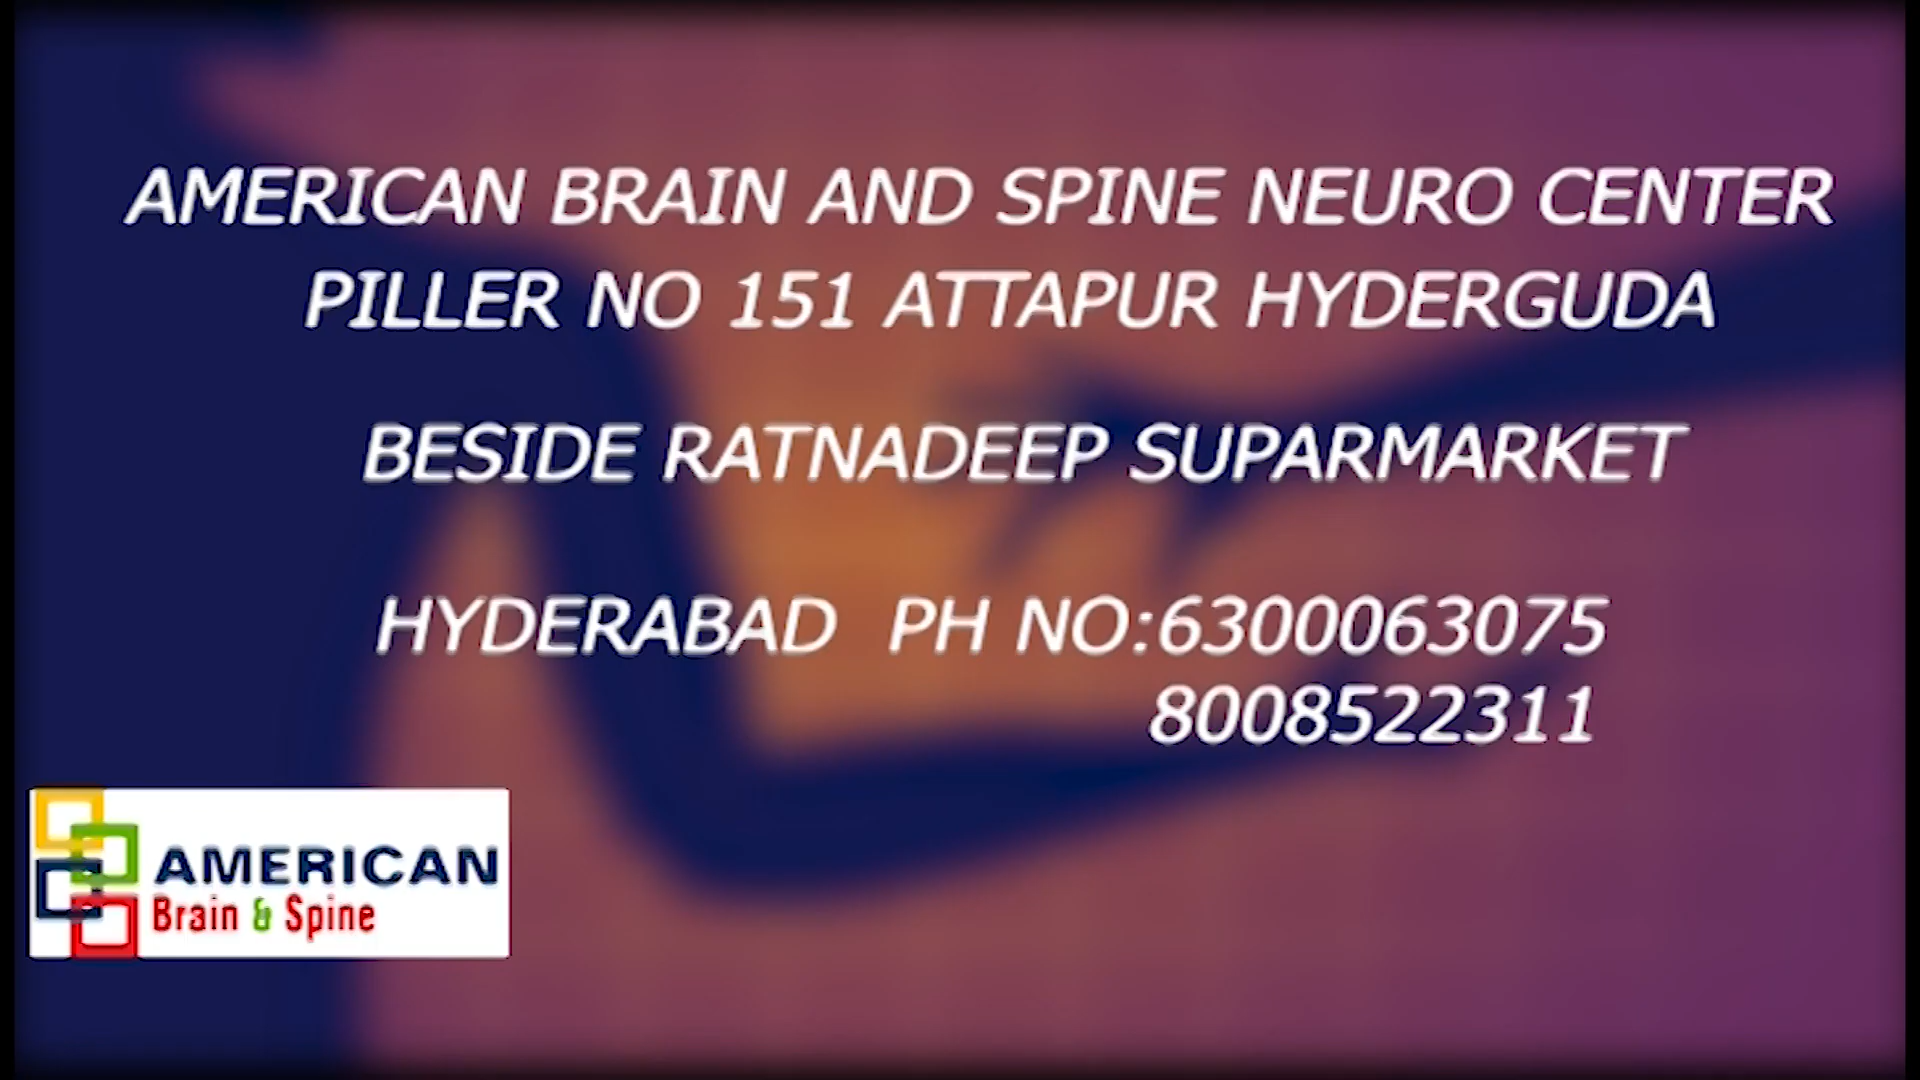 AMERICAN BRAIN AND SPINE NEURO CENTER
PILLER NO 151 ATTAPUR HYDERGUDA
BESIDE RATNADEEP SUPARMARKET
HYDERABAD PH NO:6300063075
8008522311
AMERICAN
Brain & Spine